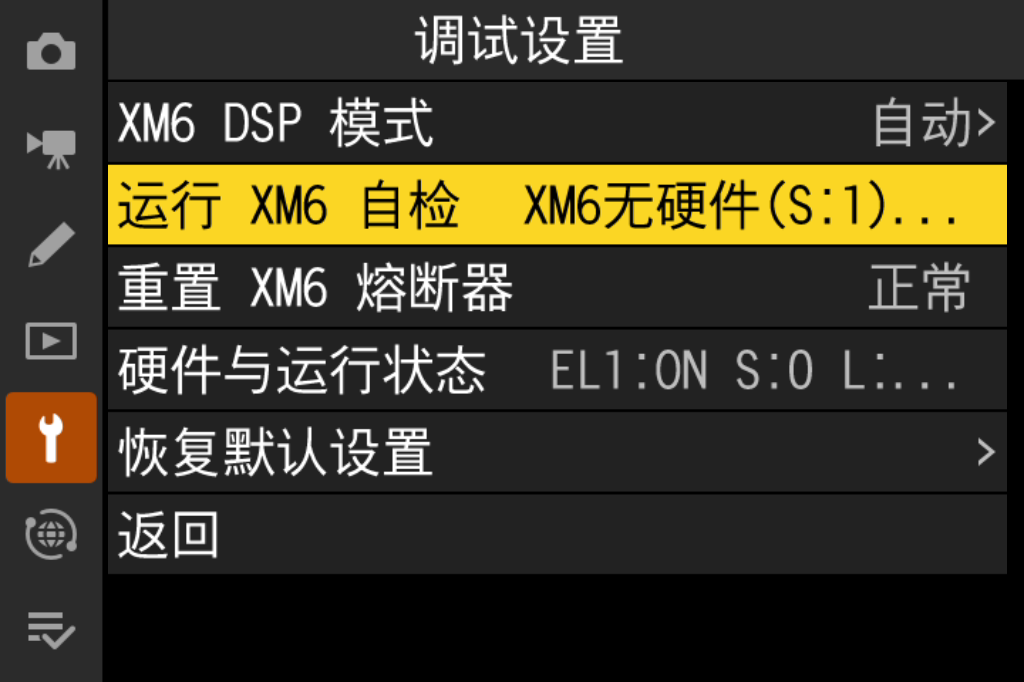 调试设置
XM6 DSP 模式 自动>
运行 XM6 自检 XM6无硬件(S:1)...
重置 XM6 熔断器 正常
硬件与运行状态 EL1:ON S:0 L:...
恢复默认设置 >
返回